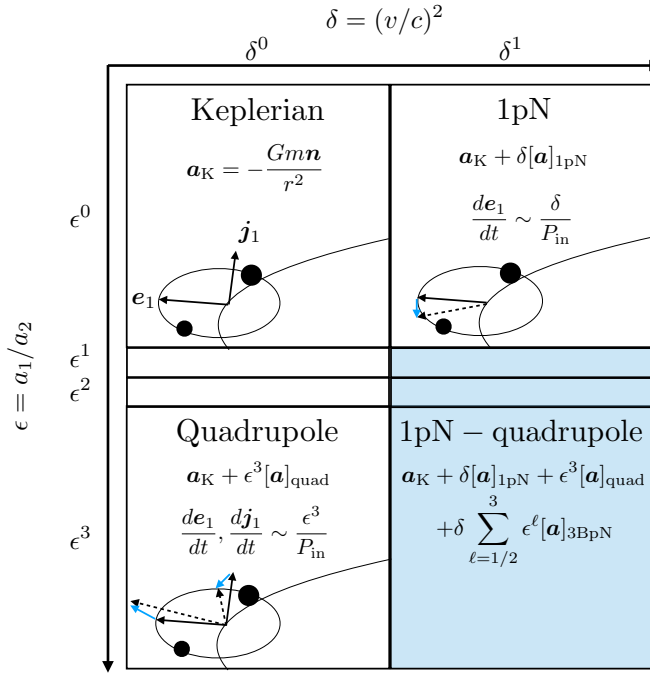 δ = (v/c)²
δ⁰ δ¹
ϵ = a₁/a₂
ϵ⁰
ϵ¹
ϵ²
ϵ³
Keplerian
a_K = −Gmn/r²
j₁
e₁
1pN
a_K + δ[a]_1pN
de₁/dt ∼ δ/P_in
Quadrupole
a_K + ϵ³[a]_quad
de₁/dt, dj₁/dt ∼ ϵ³/P_in
1pN − quadrupole
a_K + δ[a]_1pN + ϵ³[a]_quad
+δ ∑_{ℓ=1/2}^{3} ϵ^ℓ[a]_3BpN